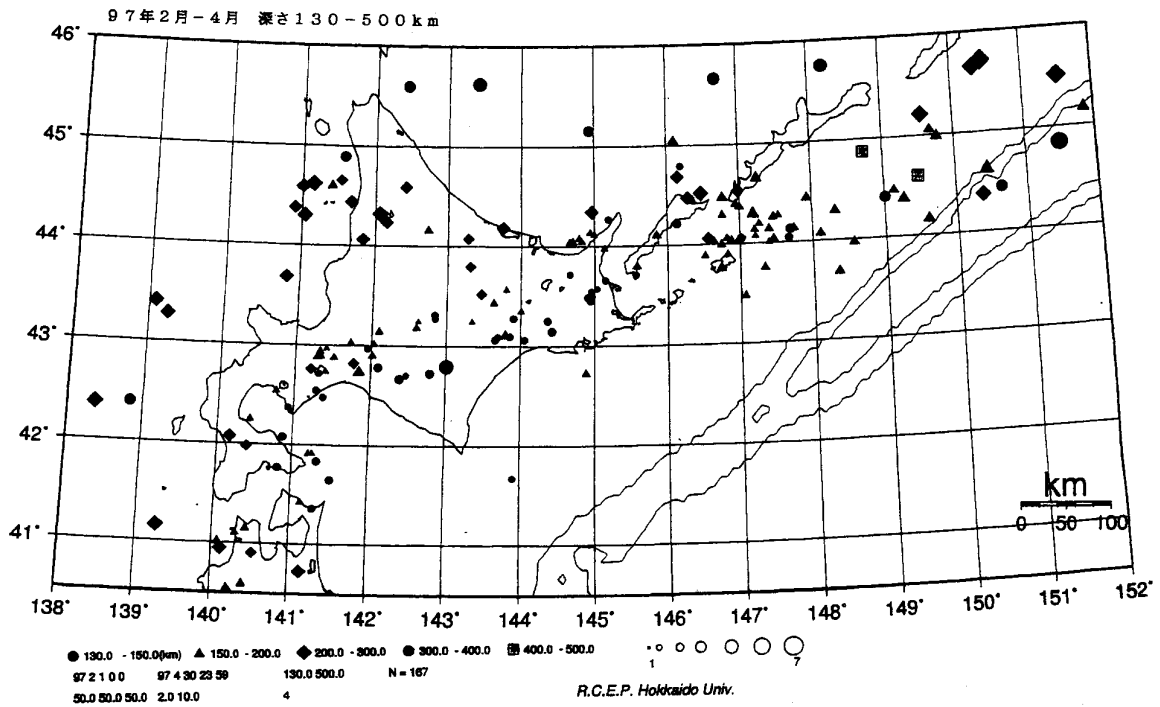 97年2月－4月 深さ130－500km
46°
45°
44°
43°
42°
41°
138° 139° 140° 141° 142° 143° 144° 145° 146° 147° 148° 149° 150° 151° 152°
km
0 50 100
130.0 - 150.0(km) 150.0 - 200.0 200.0 - 300.0 300.0 - 400.0 400.0 - 500.0
1 7
97 2 1 0 0 97 4 30 23 59 130.0 500.0 N = 167
50.0 50.0 50.0 2.0 10.0 4
R.C.E.P. Hokkaido Univ.